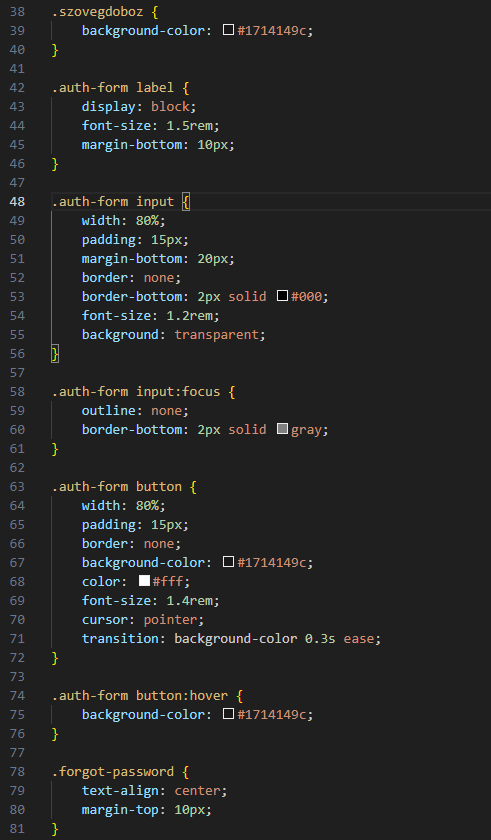 38 .szovegdoboz {
39     background-color: #1714149c;
40 }
41
42 .auth-form label {
43     display: block;
44     font-size: 1.5rem;
45     margin-bottom: 10px;
46 }
47
48 .auth-form input {
49     width: 80%;
50     padding: 15px;
51     margin-bottom: 20px;
52     border: none;
53     border-bottom: 2px solid #000;
54     font-size: 1.2rem;
55     background: transparent;
56 }
57
58 .auth-form input:focus {
59     outline: none;
60     border-bottom: 2px solid gray;
61 }
62
63 .auth-form button {
64     width: 80%;
65     padding: 15px;
66     border: none;
67     background-color: #1714149c;
68     color: #fff;
69     font-size: 1.4rem;
70     cursor: pointer;
71     transition: background-color 0.3s ease;
72 }
73
74 .auth-form button:hover {
75     background-color: #1714149c;
76 }
77
78 .forgot-password {
79     text-align: center;
80     margin-top: 10px;
81 }